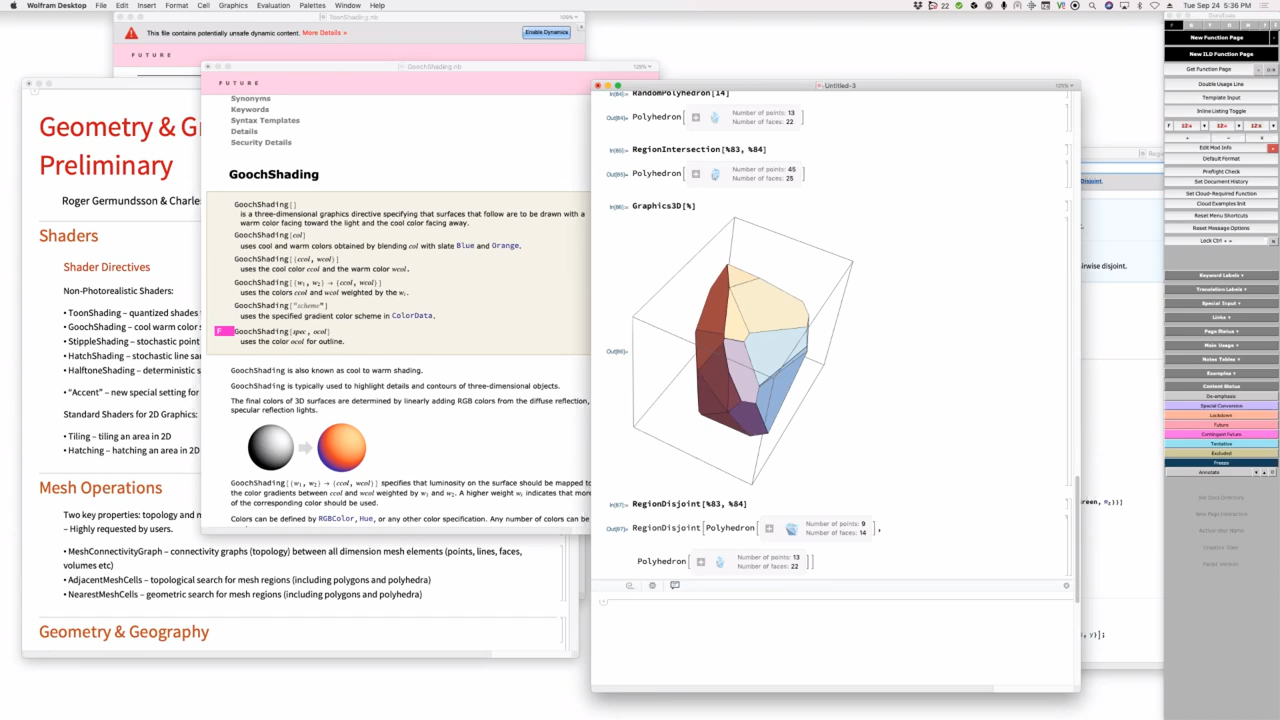 Wolfram Desktop File Edit Insert Format Cell Graphics Evaluation Palettes Window Help
22 Tue Sep 24 5:36 PM
ToonShading.nb
This file contains potentially unsafe dynamic content. More Details » Enable Dynamics
FUTURE
Geometry & G
Preliminary
Roger Germundsson & Charle
Shaders
Shader Directives
Non-Photorealistic Shaders:
• ToonShading – quantized shades
• GoochShading – cool warm color s
• StippleShading – stochastic point
• HatchShading – stochastic line sa
• HalftoneShading – deterministic s
• "Accent" – new special setting for
Standard Shaders for 2D Graphics:
• Tiling – tiling an area in 2D
• Hatching – hatching an area in 2D
Mesh Operations
Two key properties: topology and m
– Highly requested by users.
• MeshConnectivityGraph – connectivity graphs (topology) between all dimension mesh elements (points, lines, faces,
volumes etc)
• AdjacentMeshCells – topological search for mesh regions (including polygons and polyhedra)
• NearestMeshCells – geometric search for mesh regions (including polygons and polyhedra)
Geometry & Geography
GoochShading.nb
FUTURE
Synonyms
Keywords
Syntax Templates
Details
Security Details
GoochShading
GoochShading[]
is a three-dimensional graphics directive specifying that surfaces that follow are to be drawn with a
warm color facing toward the light and the cool color facing away.
GoochShading[col]
uses cool and warm colors obtained by blending col with slate Blue and Orange.
GoochShading[{ccol, wcol}]
uses the cool color ccol and the warm color wcol.
GoochShading[{w1, w2} → {ccol, wcol}]
uses the colors ccol and wcol weighted by the wi.
GoochShading["scheme"]
uses the specified gradient color scheme in ColorData.
F GoochShading[spec, ocol]
uses the color ocol for outline.
GoochShading is also known as cool to warm shading.
GoochShading is typically used to highlight details and contours of three-dimensional objects.
The final colors of 3D surfaces are determined by linearly adding RGB colors from the diffuse reflection,
specular reflection lights.
GoochShading[{w1, w2} → {ccol, wcol}] specifies that luminosity on the surface should be mapped to
the color gradients between ccol and wcol weighted by w1 and w2. A higher weight wi indicates that more
of the corresponding color should be used.
Colors can be defined by RGBColor, Hue, or any other color specification. Any number of colors can be
Untitled-3
125%
In[84]:= RandomPolyhedron[14]
Out[84]= Polyhedron[ Number of points: 13
Number of faces: 22 ]
In[85]:= RegionIntersection[%83, %84]
Out[85]= Polyhedron[ Number of points: 45
Number of faces: 25 ]
In[86]:= Graphics3D[%]
Out[86]=
In[87]:= RegionDisjoint[%83, %84]
Out[87]= RegionDisjoint[Polyhedron[ Number of points: 9
Number of faces: 14 ],
Polyhedron[ Number of points: 13
Number of faces: 22 ]]
Disjoint.
irwise disjoint.
New Function Page
New ILD Function Page
Get Function Page
Double Usage Line
Template Input
Inline Listing Toggle
Edit Mod Info
Default Format
Preflight Check
Set Document History
Set Cloud-Required Function
Cloud Examples Init
Reset Menu Shortcuts
Reset Message Options
Keyword Labels
Translation Labels
Special Input
Links
Page Status
Main Usage
Notes Tables
Examples
Content Status
De-emphasis
Special Conversion
Lockdown
Future
Contingent Future
Tentative
Excluded
Freeze
Annotate